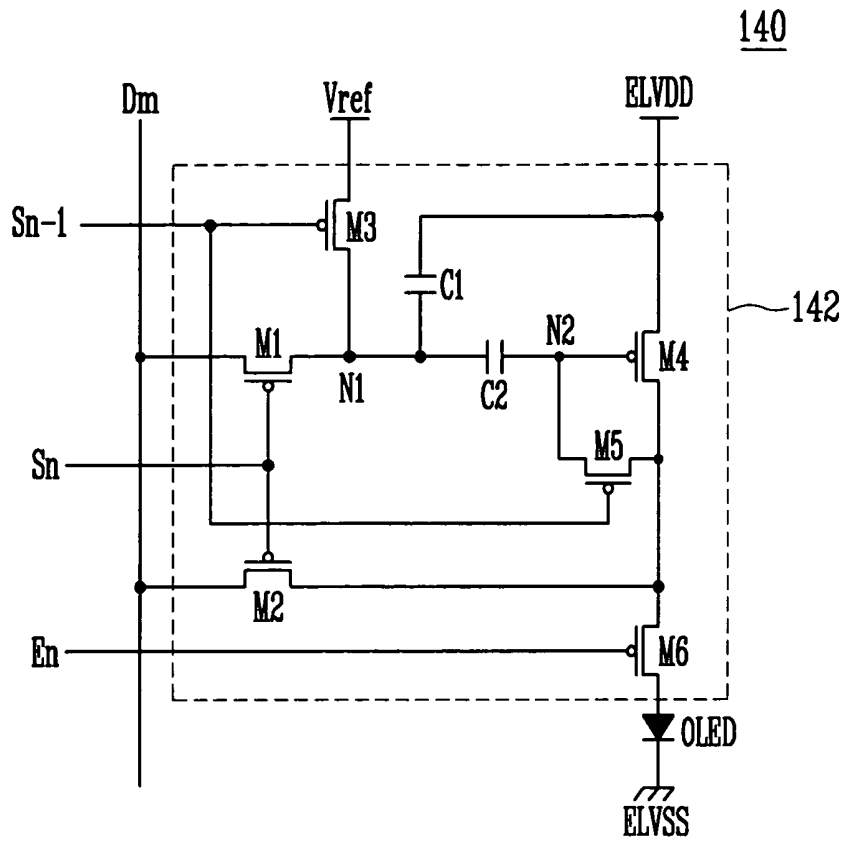 140
Dm
Vref
ELVDD
Sn-1
M3
C1
142
M1
N2
M4
N1
C2
M5
Sn
M2
En
M6
OLED
ELVSS